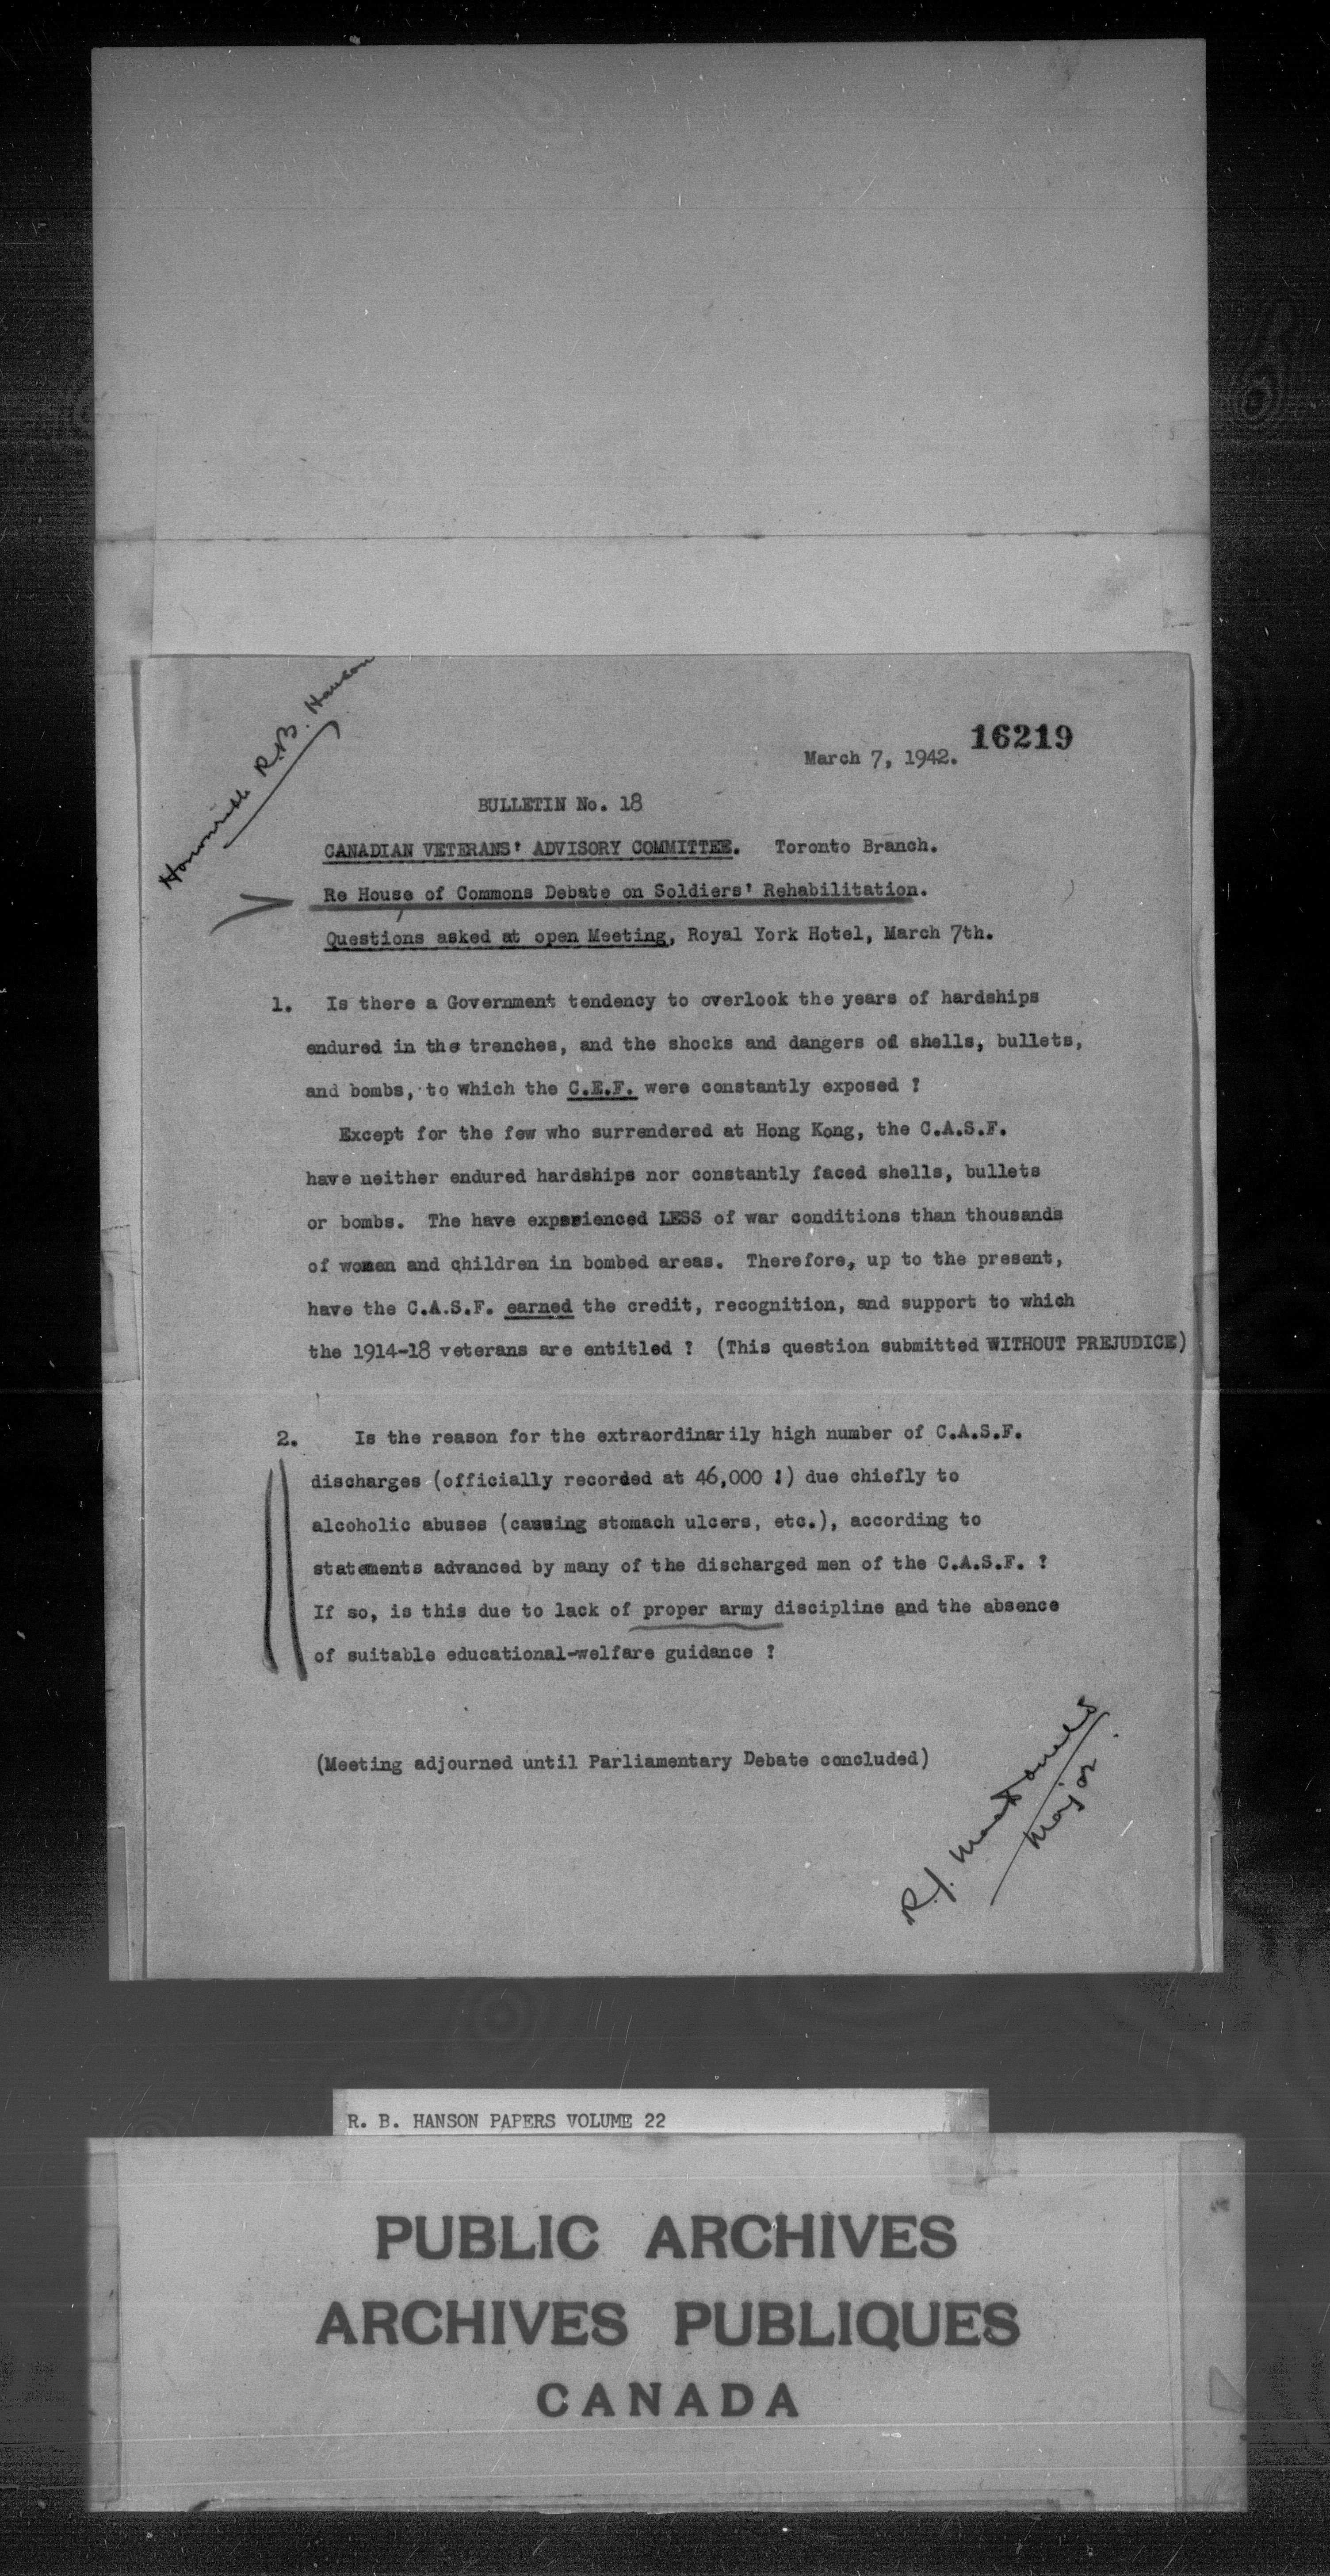 Honourable R.B. Hanson
16219
March 7, 1942.
BULLETIN No. 18
CANADIAN VETERANS' ADVISORY COMMITTEE. Toronto Branch.
Re House of Commons Debate on Soldiers' Rehabilitation.
Questions asked at open Meeting, Royal York Hotel, March 7th.
1. Is there a Government tendency to overlook the years of hardships
endured in the trenches, and the shocks and dangers of shells, bullets,
and bombs, to which the C.E.F. were constantly exposed ?
Except for the few who surrendered at Hong Kong, the C.A.S.F.
have neither endured hardships nor constantly faced shells, bullets
or bombs. The have experienced LESS of war conditions than thousands
of women and children in bombed areas. Therefore, up to the present,
have the C.A.S.F. earned the credit, recognition, and support to which
the 1914-18 veterans are entitled ? (This question submitted WITHOUT PREJUDICE)
2. Is the reason for the extraordinarily high number of C.A.S.F.
discharges (officially recorded at 46,000 !) due chiefly to
alcoholic abuses (causing stomach ulcers, etc.), according to
statements advanced by many of the discharged men of the C.A.S.F. ?
If so, is this due to lack of proper army discipline and the absence
of suitable educational-welfare guidance ?
(Meeting adjourned until Parliamentary Debate concluded)
R.J.
Major
R. B. HANSON PAPERS VOLUME 22
PUBLIC ARCHIVES
ARCHIVES PUBLIQUES
CANADA